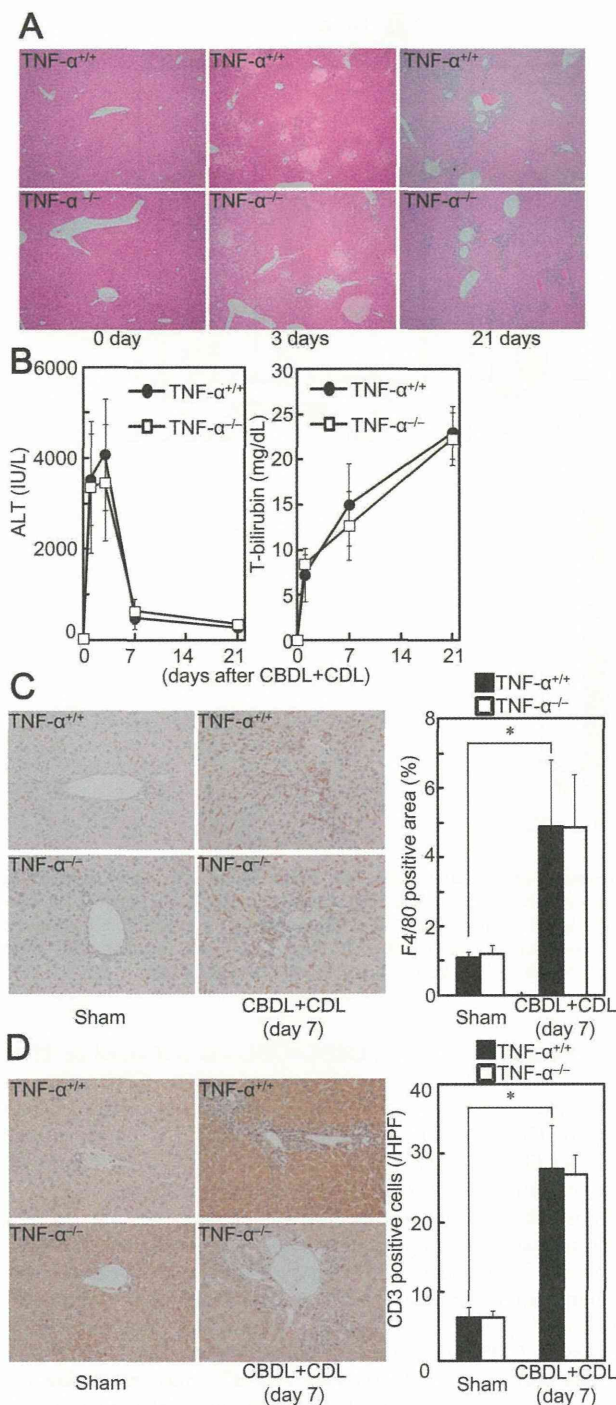 A
TNF-α+/+
TNF-α+/+
TNF-α+/+
TNF-α−/−
TNF-α−/−
TNF-α−/−
0 day
3 days
21 days
B
ALT (IU/L)
6000
4000
2000
0
TNF-α+/+
TNF-α−/−
0 7 14 21
T-bilirubin (mg/dL)
30
25
20
15
10
5
0
TNF-α+/+
TNF-α−/−
0 7 14 21
(days after CBDL+CDL)
C
TNF-α+/+
TNF-α+/+
TNF-α−/−
TNF-α−/−
Sham
CBDL+CDL
(day 7)
TNF-α+/+
TNF-α−/−
F4/80 positive area (%)
8
6
4
2
0
*
Sham
CBDL+CDL
(day 7)
D
TNF-α+/+
TNF-α+/+
TNF-α−/−
TNF-α−/−
Sham
CBDL+CDL
(day 7)
TNF-α+/+
TNF-α−/−
CD3 positive cells (/HPF)
40
30
20
10
0
*
Sham
CBDL+CDL
(day 7)